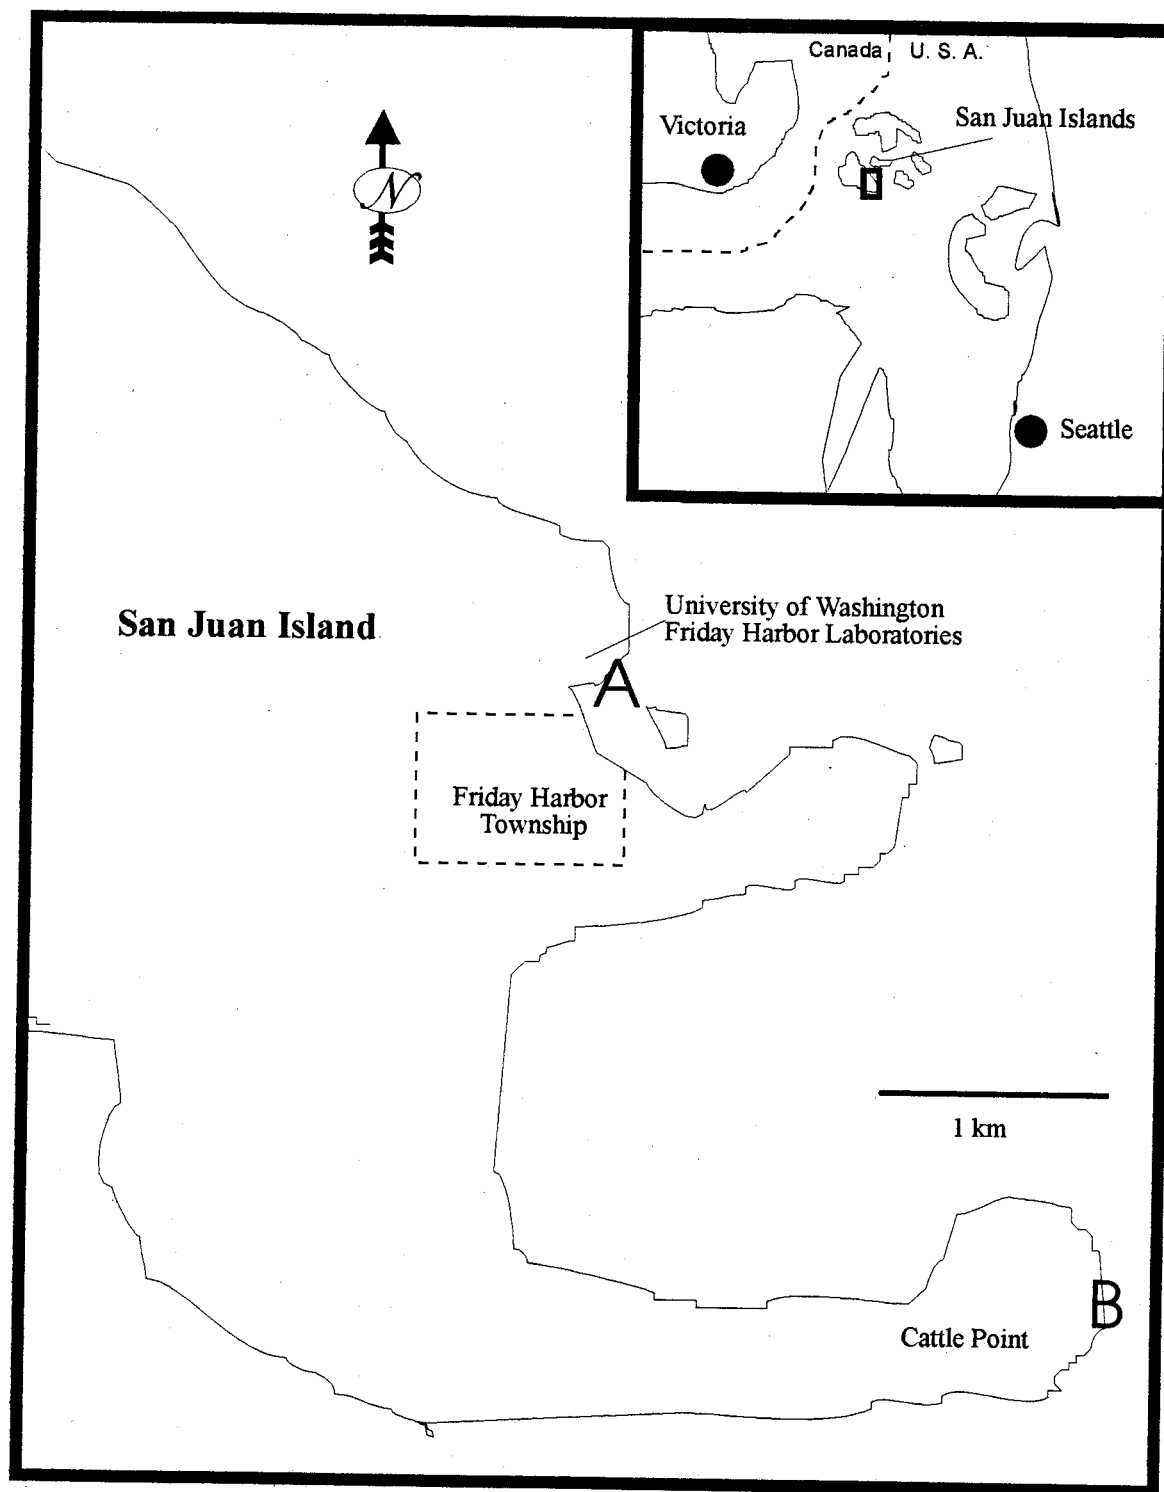 Canada U. S. A.
Victoria
San Juan Islands
N
Seattle
University of Washington
Friday Harbor Laboratories
San Juan Island
A
Friday Harbor
Township
1 km
B
Cattle Point